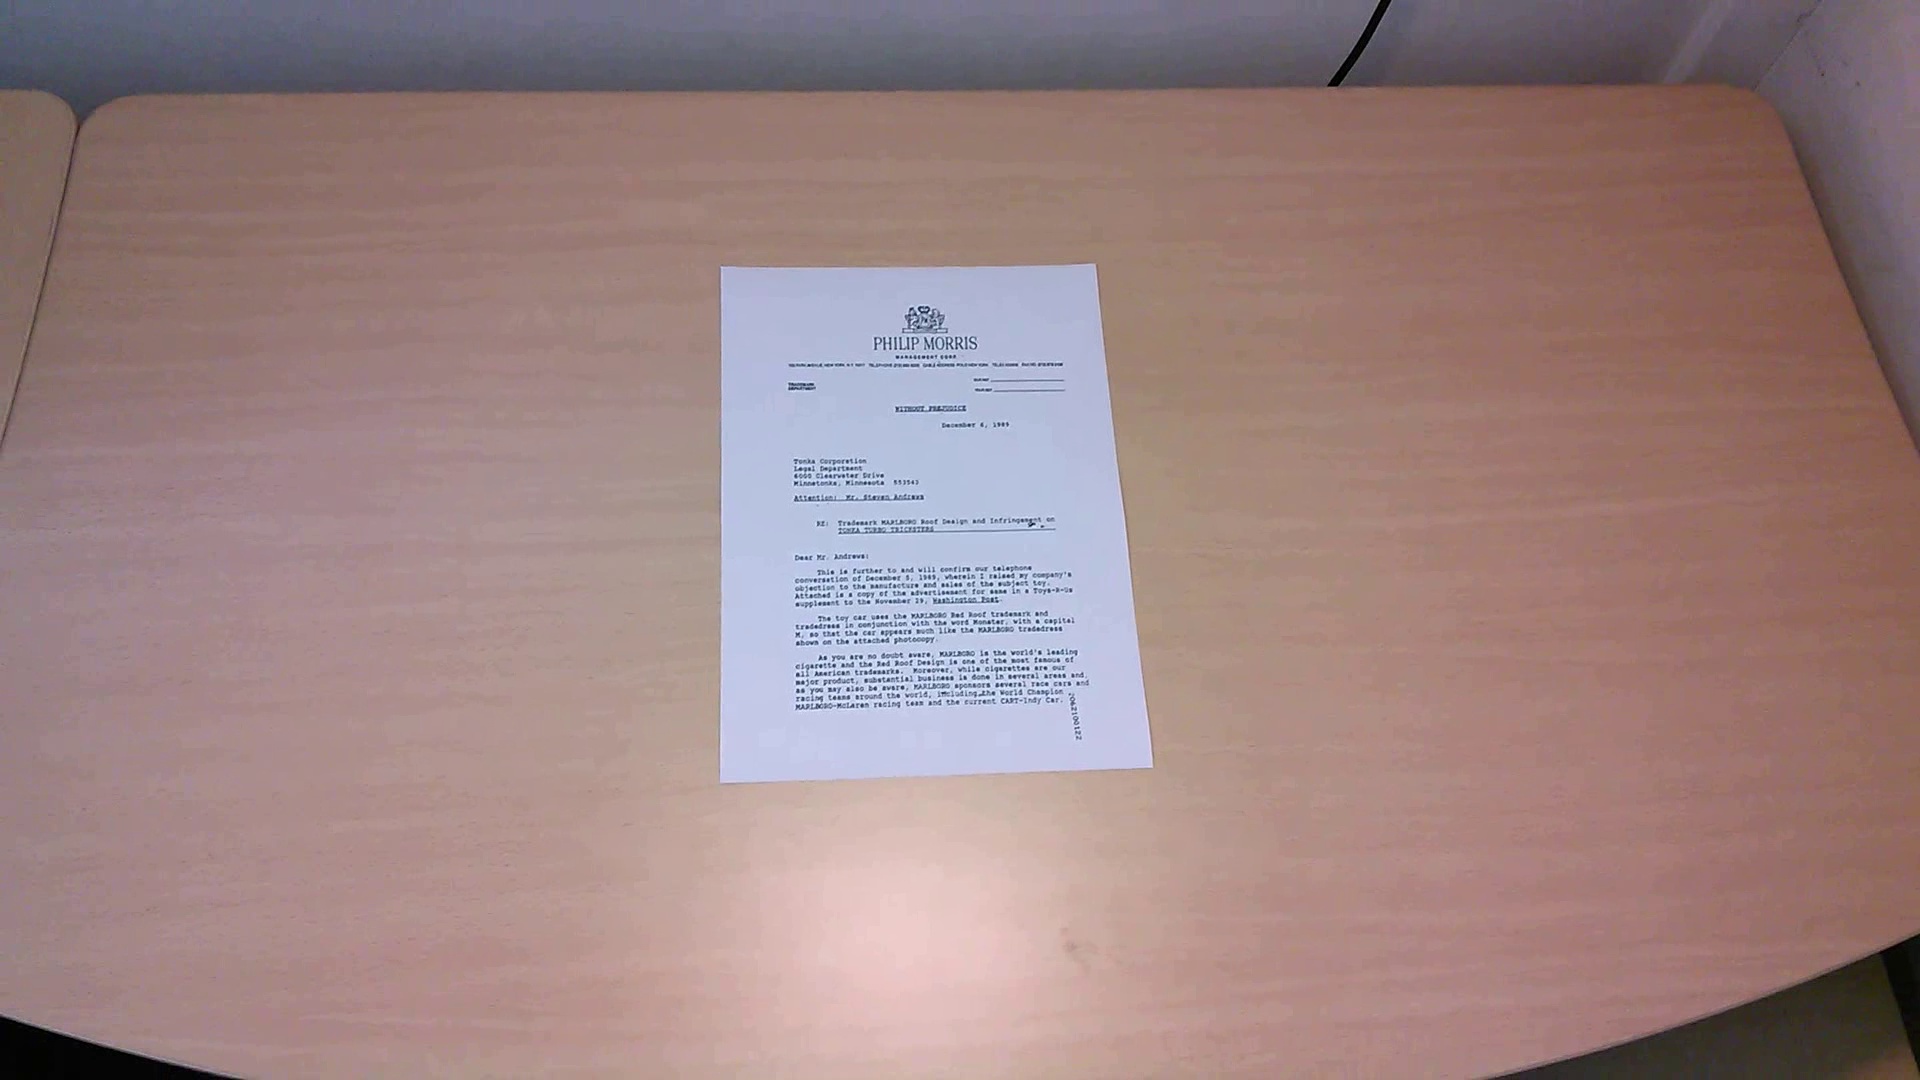 PHILIP MORRIS
MANAGEMENT CORP.
TRADEMARK
DEPARTMENT
WITHOUT PREJUDICE
December 6, 1989
Tonka Corporation
Legal Department
6000 Clearwater Drive
Minnetonka, Minnesota 553543
Attention: Mr. Steven Andrews
RE: Trademark MARLBORO Roof Design and Infringement on
TONKA TURBO TRICKSTERS
Dear Mr. Andrews:
This is further to and will confirm our telephone
conversation of December 5, 1989, wherein I raised my company's
objection to the manufacture and sales of the subject toy.
Attached is a copy of the advertisement for same in a Toys-R-Us
supplement to the November 29, Washington Post.
The toy car uses the MARLBORO Red Roof trademark and
tradedress in conjunction with the word Monster, with a capital
M, so that the car appears much like the MARLBORO tradedress
shown on the attached photocopy.
As you are no doubt aware, MARLBORO is the world's leading
cigarette and the Red Roof Design is one of the most famous of
all American trademarks. Moreover, while cigarettes are our
major product, substantial business is done in several areas and,
as you may also be aware, MARLBORO sponsors several race cars and
racing teams around the world, including the World Champion
MARLBORO-McLaren racing team and the current CART-Indy Car.